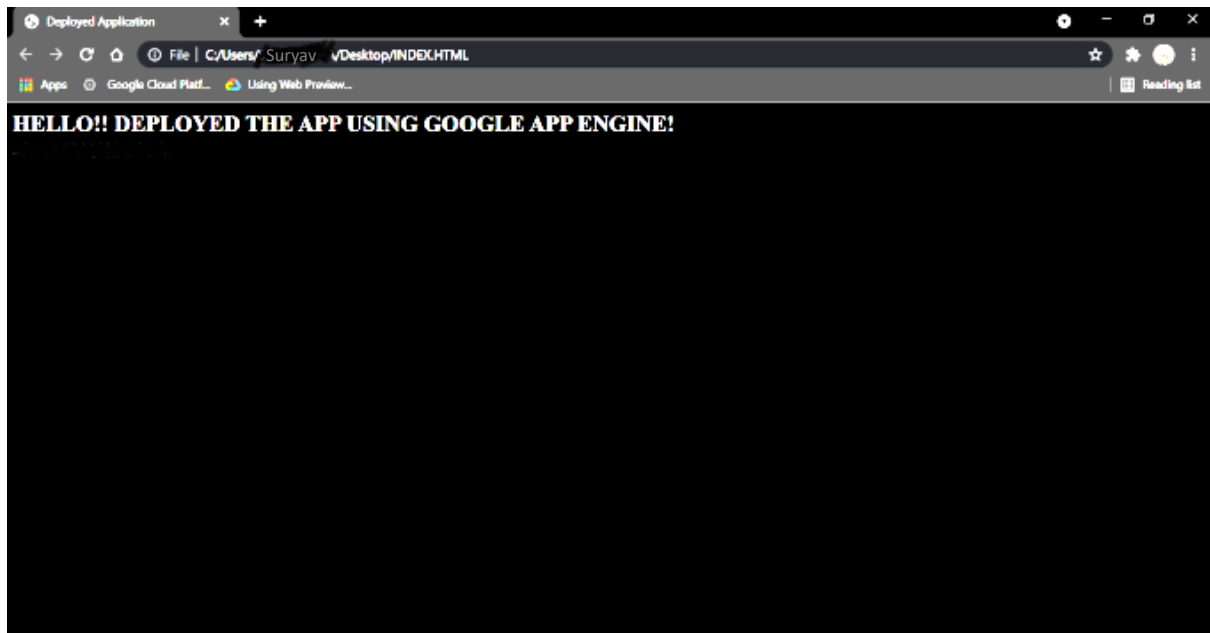 Deployed Application
File | C:/Users/ Suryav /Desktop/INDEX.HTML
Apps Google Cloud Platf... Using Web Preview... Reading list
HELLO!! DEPLOYED THE APP USING GOOGLE APP ENGINE!